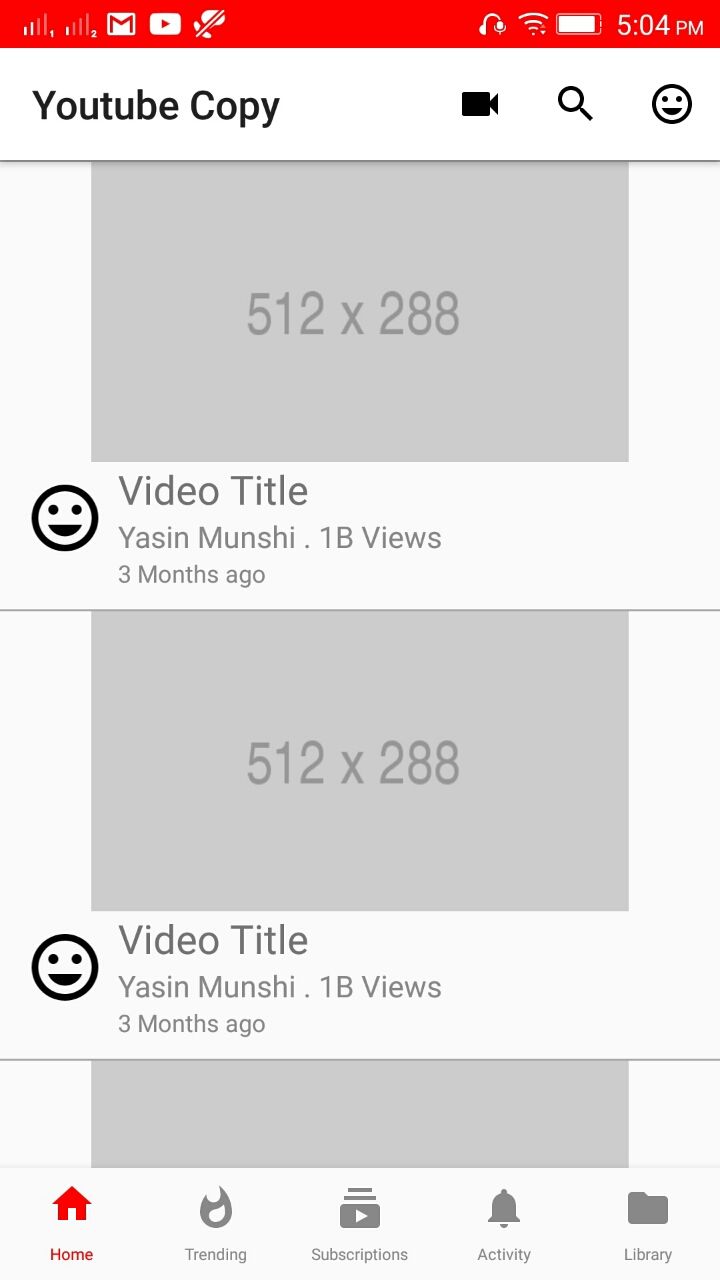 5:04 PM
Youtube Copy
512 x 288
Video Title
Yasin Munshi . 1B Views
3 Months ago
512 x 288
Video Title
Yasin Munshi . 1B Views
3 Months ago
Home Trending Subscriptions Activity Library